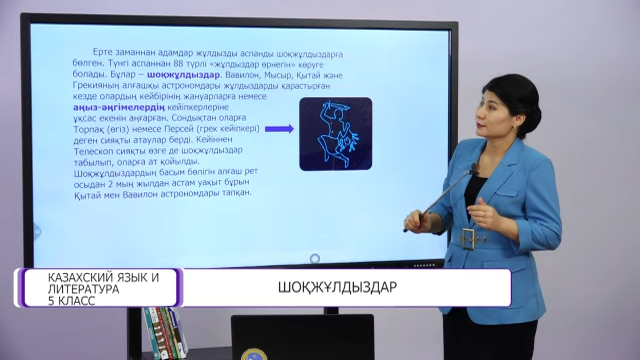 Ерте заманнан адамдар жұлдызды аспанды шоқжұлдыздарға
бөлген. Түнгі аспаннан 88 түрлі «жұлдыздар өрнегін» көруге
болады. Бұлар – шоқжұлдыздар. Вавилон, Мысыр, Қытай және
Грекияның алғашқы астрономдары жұлдыздарды қарастырған
кезде олардың кейбірінің жануарларға немесе
аңыз-әңгімелердің кейіпкерлеріне
ұқсас екенін аңғарған. Сондықтан оларға
Торпақ (өгіз) немесе Персей (грек кейіпкері)
деген сияқты атаулар берді. Кейіннен
Телескоп сияқты өзге де шоқжұлдыздар
табылып, оларға ат қойылды.
Шоқжұлдыздардың басым бөлігін алғаш рет
осыдан 2 мың жылдан астам уақыт бұрын
Қытай мен Вавилон астрономдары тапқан.
КАЗАХСКИЙ ЯЗЫК И
ЛИТЕРАТУРА
5 КЛАСС
ШОҚЖҰЛДЫЗДАР